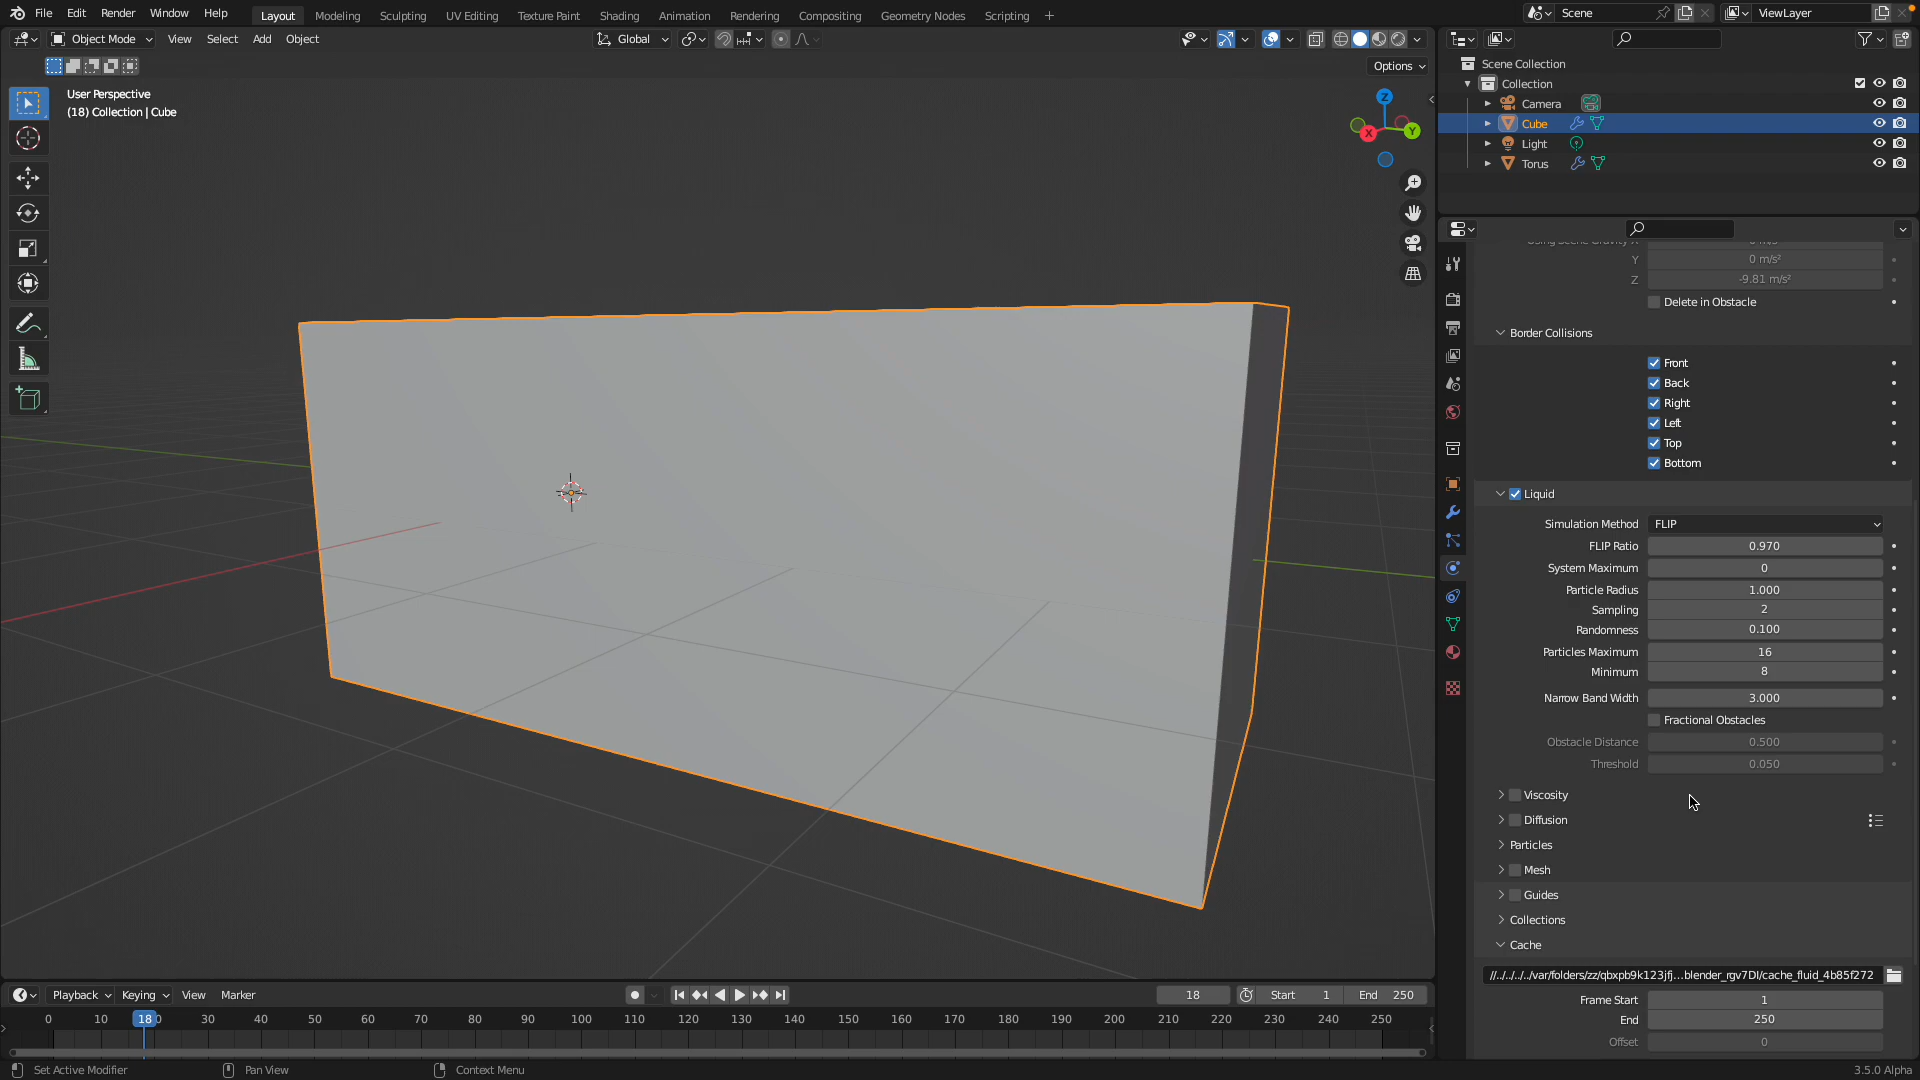 File Edit Render Window Help Layout Modeling Sculpting UV Editing Texture Paint Shading Animation Rendering Compositing Geometry Nodes Scripting + Scene ViewLayer
Object Mode View Select Add Object Global
Options
User Perspective
(18) Collection | Cube
Z
X
Y
Scene Collection
Collection
Camera
Cube
Light
Torus
Y 0 m/s²
Z -9.81 m/s²
Delete in Obstacle
Border Collisions
Front
Back
Right
Left
Top
Bottom
Liquid
Simulation Method FLIP
FLIP Ratio 0.970
System Maximum 0
Particle Radius 1.000
Sampling 2
Randomness 0.100
Particles Maximum 16
Minimum 8
Narrow Band Width 3.000
Fractional Obstacles
Obstacle Distance 0.500
Threshold 0.050
Viscosity
Diffusion
Particles
Mesh
Guides
Collections
Cache
//../../../../var/folders/zz/qbxpb9k123jfj...blender_rgv7DI/cache_fluid_4b85f272
Frame Start 1
End 250
Offset 0
Playback Keying View Marker 18 Start 1 End 250
0 10 18 30 40 50 60 70 80 90 100 110 120 130 140 150 160 170 180 190 200 210 220 230 240 250
Set Active Modifier Pan View Context Menu 3.5.0 Alpha